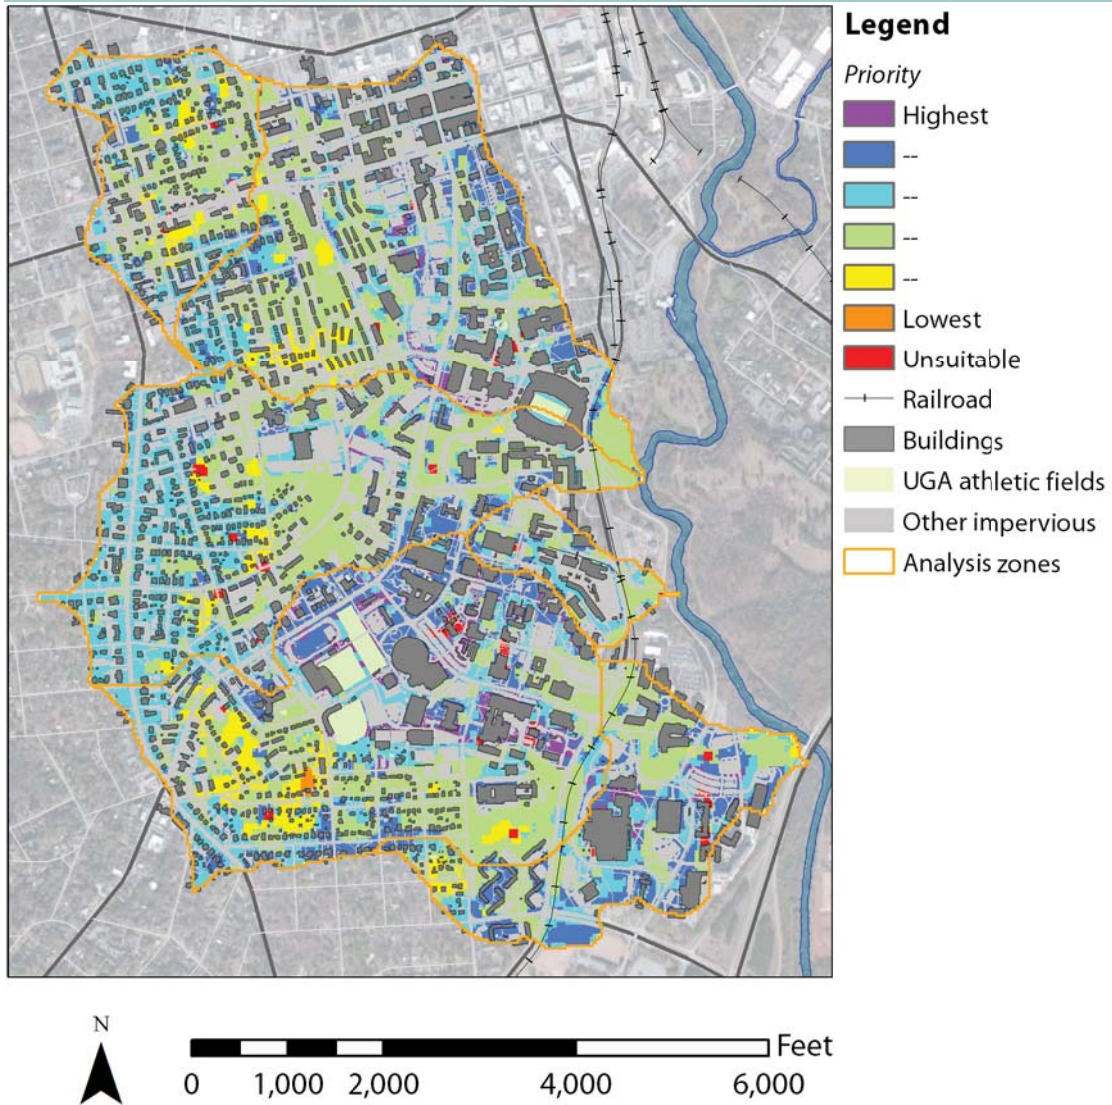 Legend
Priority
Highest
--
--
--
--
Lowest
Unsuitable
Railroad
Buildings
UGA athletic fields
Other impervious
Analysis zones
D
N
Feet
0 1,000 2,000 4,000 6,000